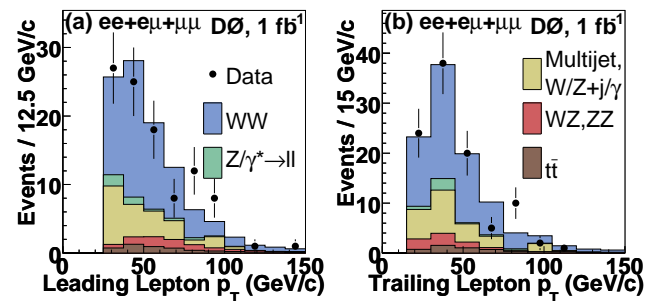 (a) ee+eμ+μμ DØ, 1 fb⁻¹
Events / 12.5 GeV/c
30
20
10
0
Data
WW
Z/γ*→ll
0 50 100 150
Leading Lepton p_T (GeV/c)
(b) ee+eμ+μμ DØ, 1 fb⁻¹
Events / 15 GeV/c
40
30
20
10
0
Multijet,
W/Z+j/γ
WZ,ZZ
tt̄
0 50 100 150
Trailing Lepton p_T (GeV/c)